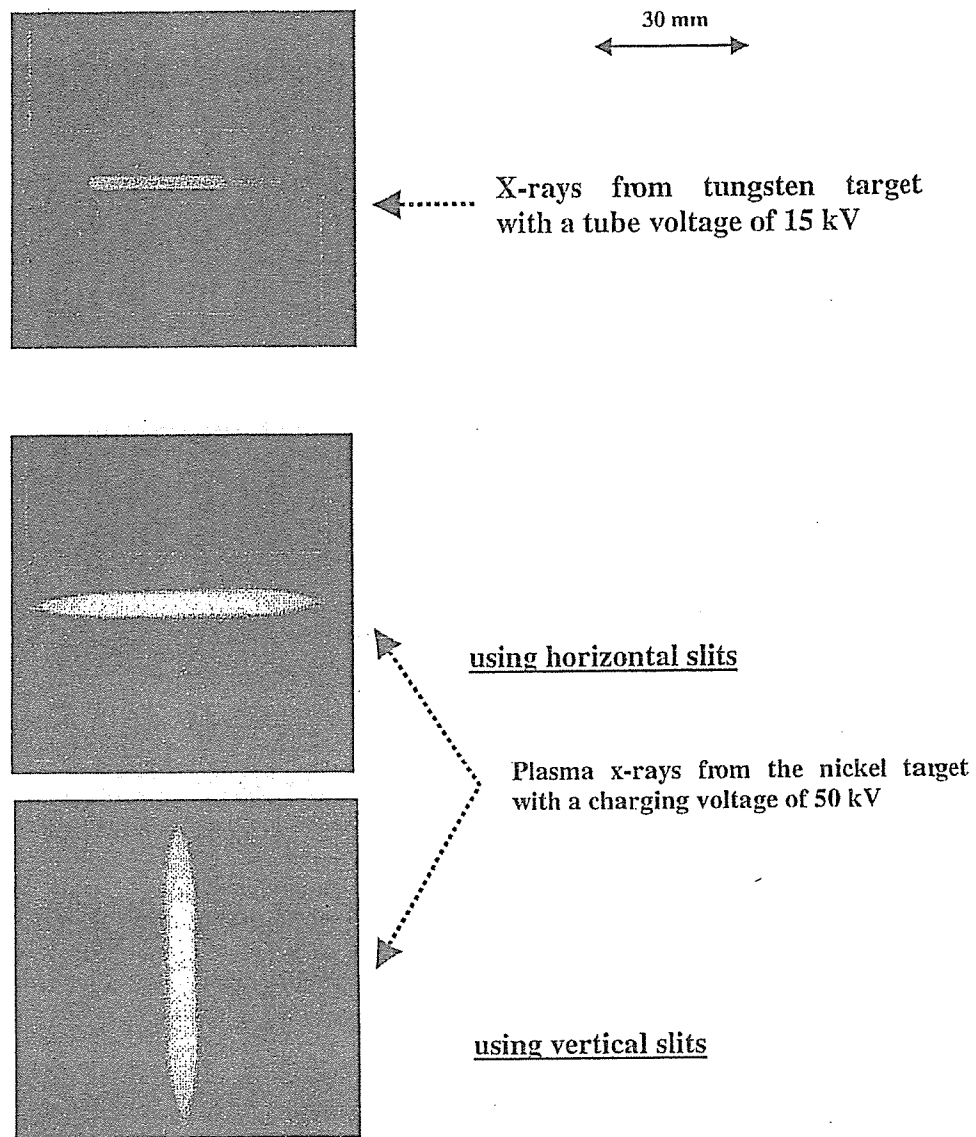 30 mm
X-rays from tungsten target
with a tube voltage of 15 kV
using horizontal slits
Plasma x-rays from the nickel target
with a charging voltage of 50 kV
using vertical slits